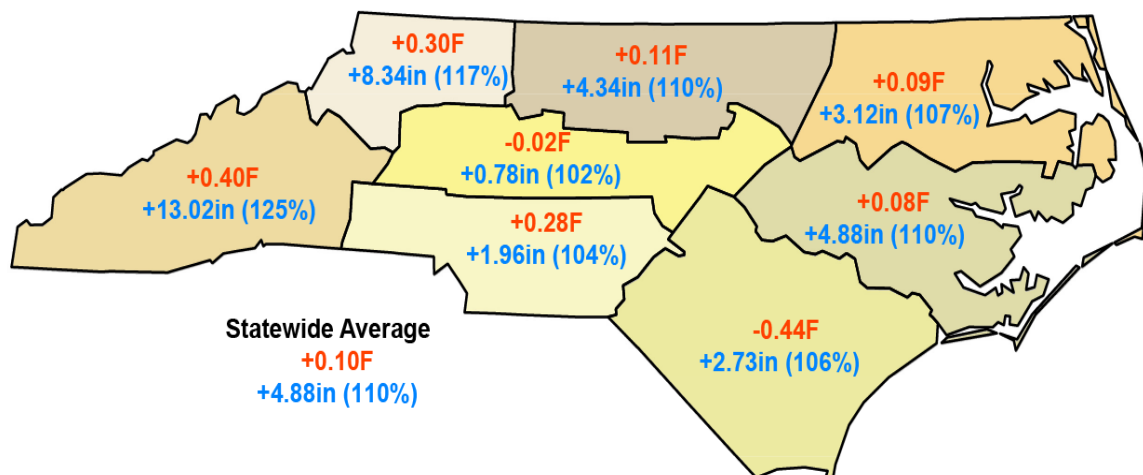 +0.30F
+8.34in (117%)
+0.11F
+4.34in (110%)
+0.09F
+3.12in (107%)
-0.02F
+0.78in (102%)
+0.40F
+13.02in (125%)
+0.28F
+1.96in (104%)
+0.08F
+4.88in (110%)
-0.44F
+2.73in (106%)
Statewide Average
+0.10F
+4.88in (110%)